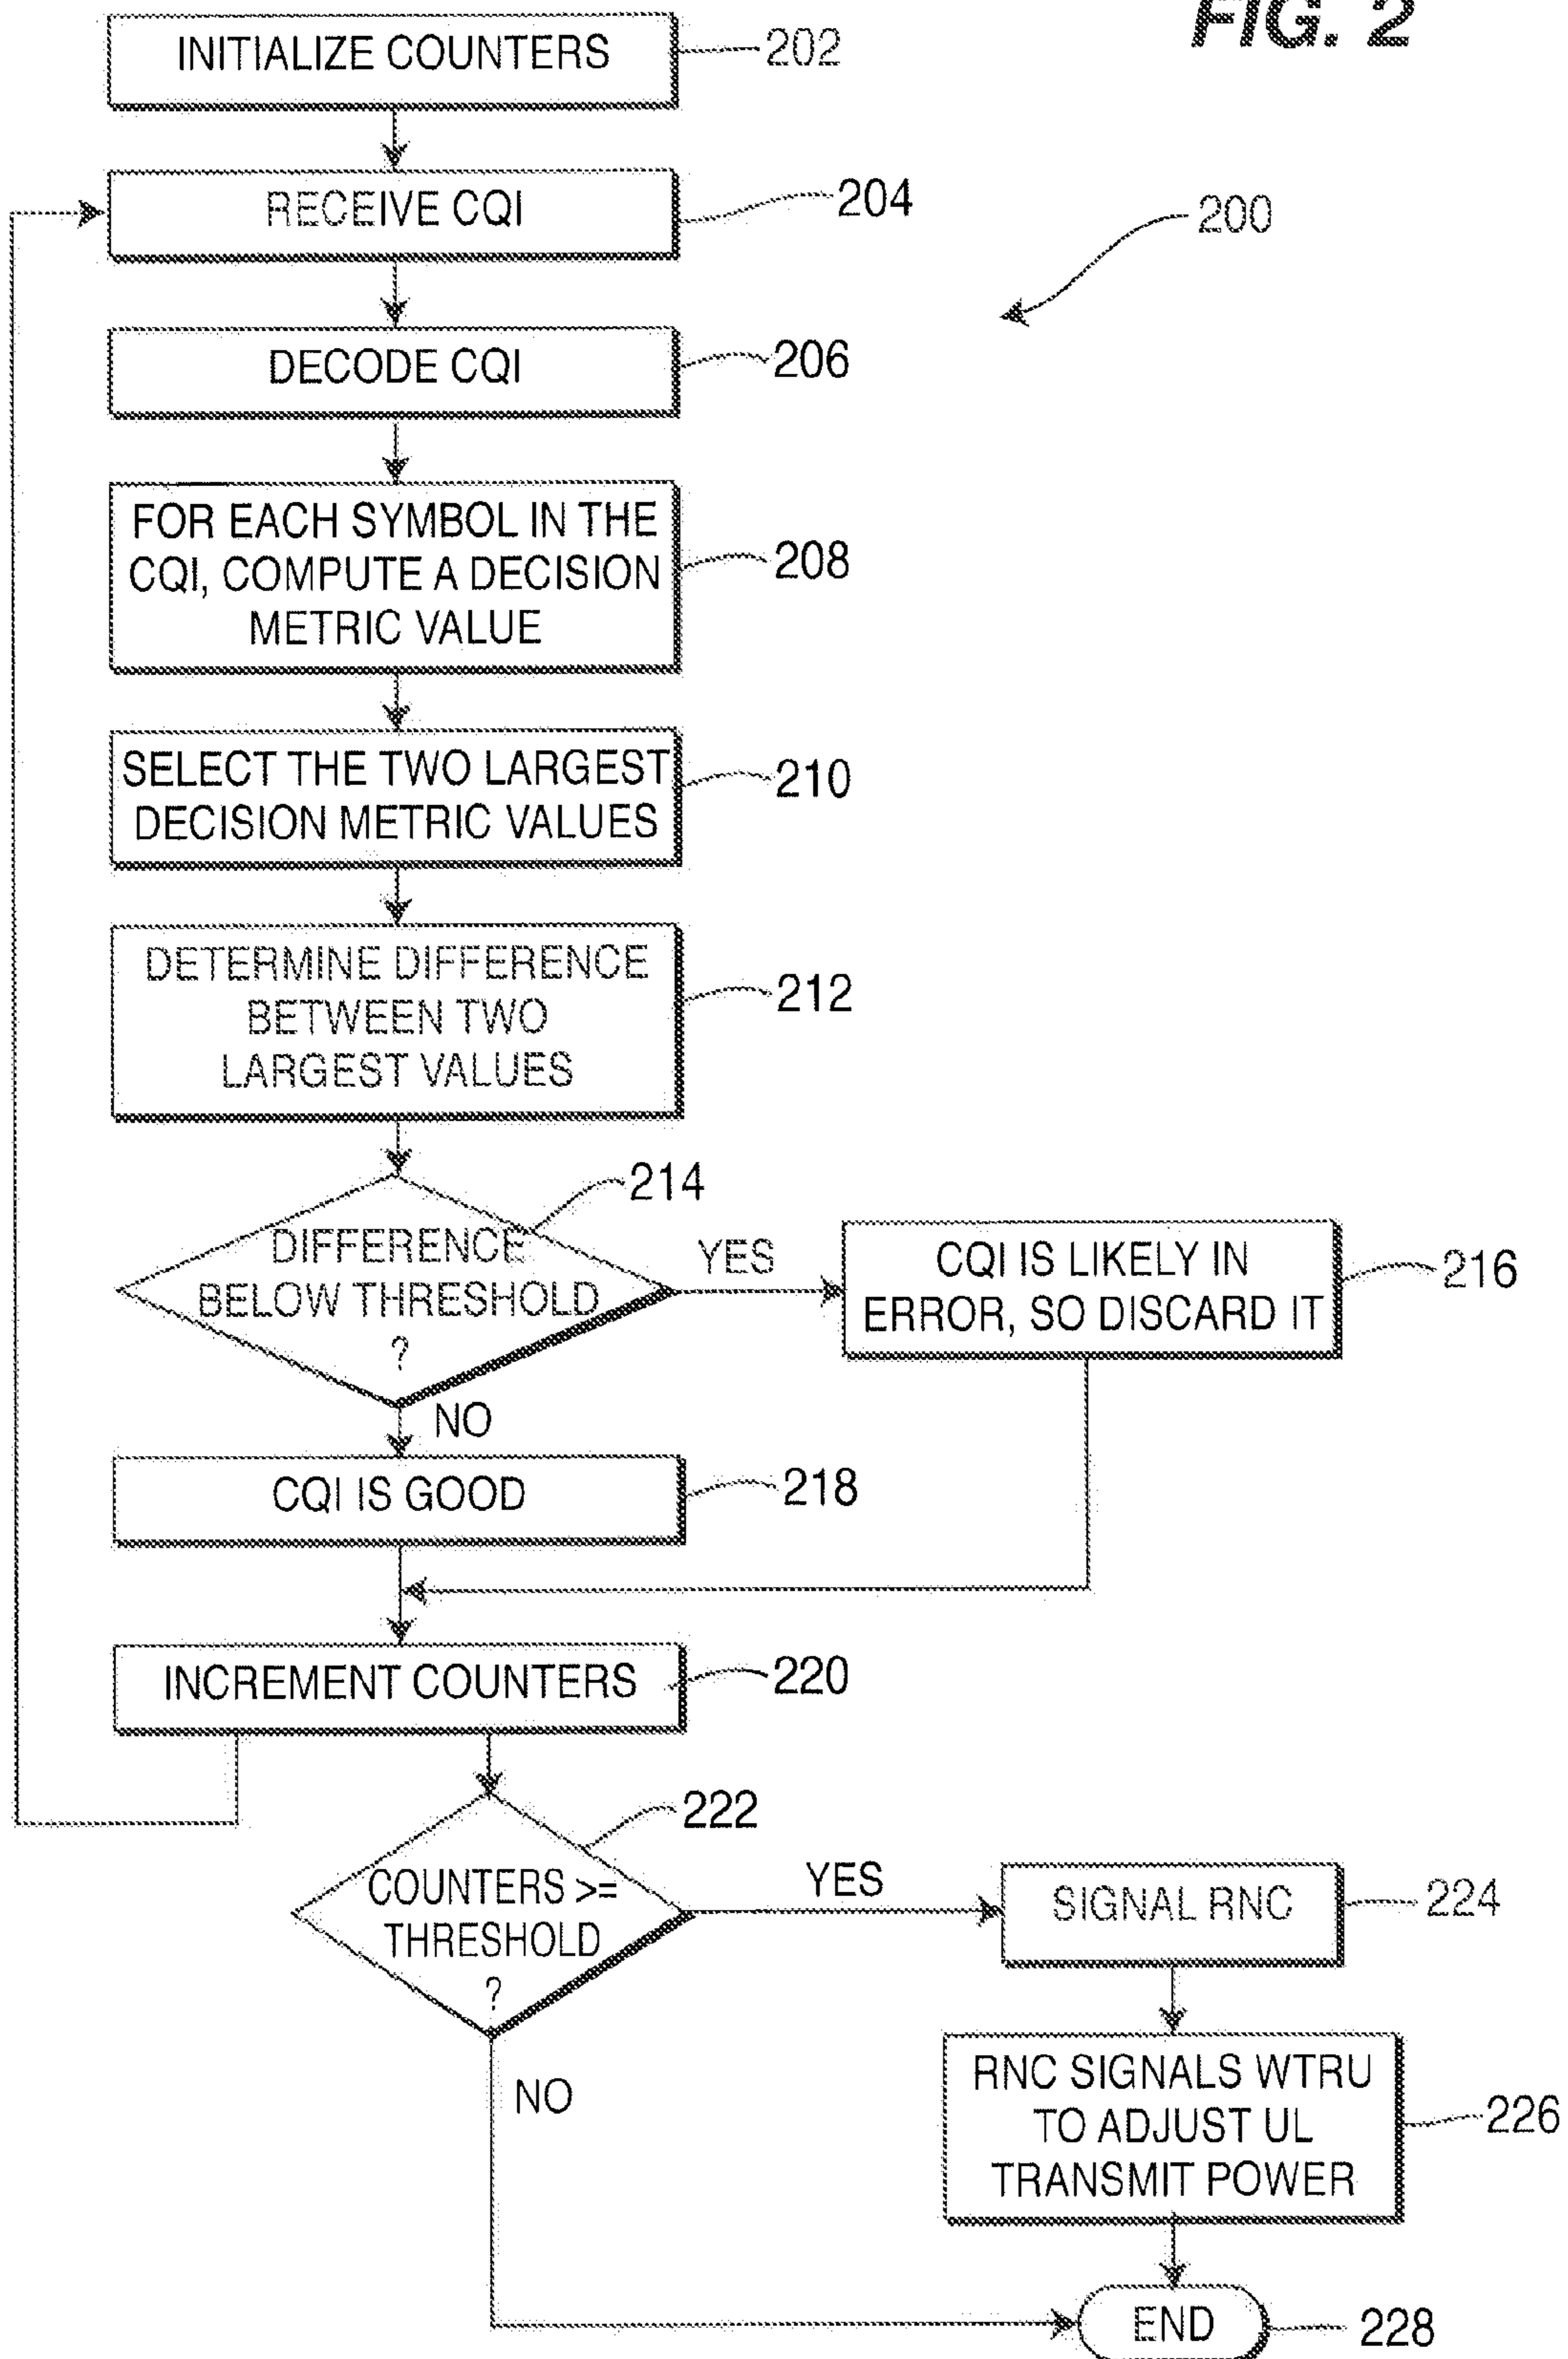 FIG. 2
INITIALIZE COUNTERS
202
RECEIVE CQI
204
200
DECODE CQI
206
FOR EACH SYMBOL IN THE
CQI, COMPUTE A DECISION
METRIC VALUE
208
SELECT THE TWO LARGEST
DECISION METRIC VALUES
210
DETERMINE DIFFERENCE
BETWEEN TWO
LARGEST VALUES
212
214
DIFFERENCE
BELOW THRESHOLD
?
YES
CQI IS LIKELY IN
ERROR, SO DISCARD IT
216
NO
CQI IS GOOD
218
INCREMENT COUNTERS
220
222
COUNTERS >=
THRESHOLD
?
YES
SIGNAL RNC
224
NO
RNC SIGNALS WTRU
TO ADJUST UL
TRANSMIT POWER
226
END
228